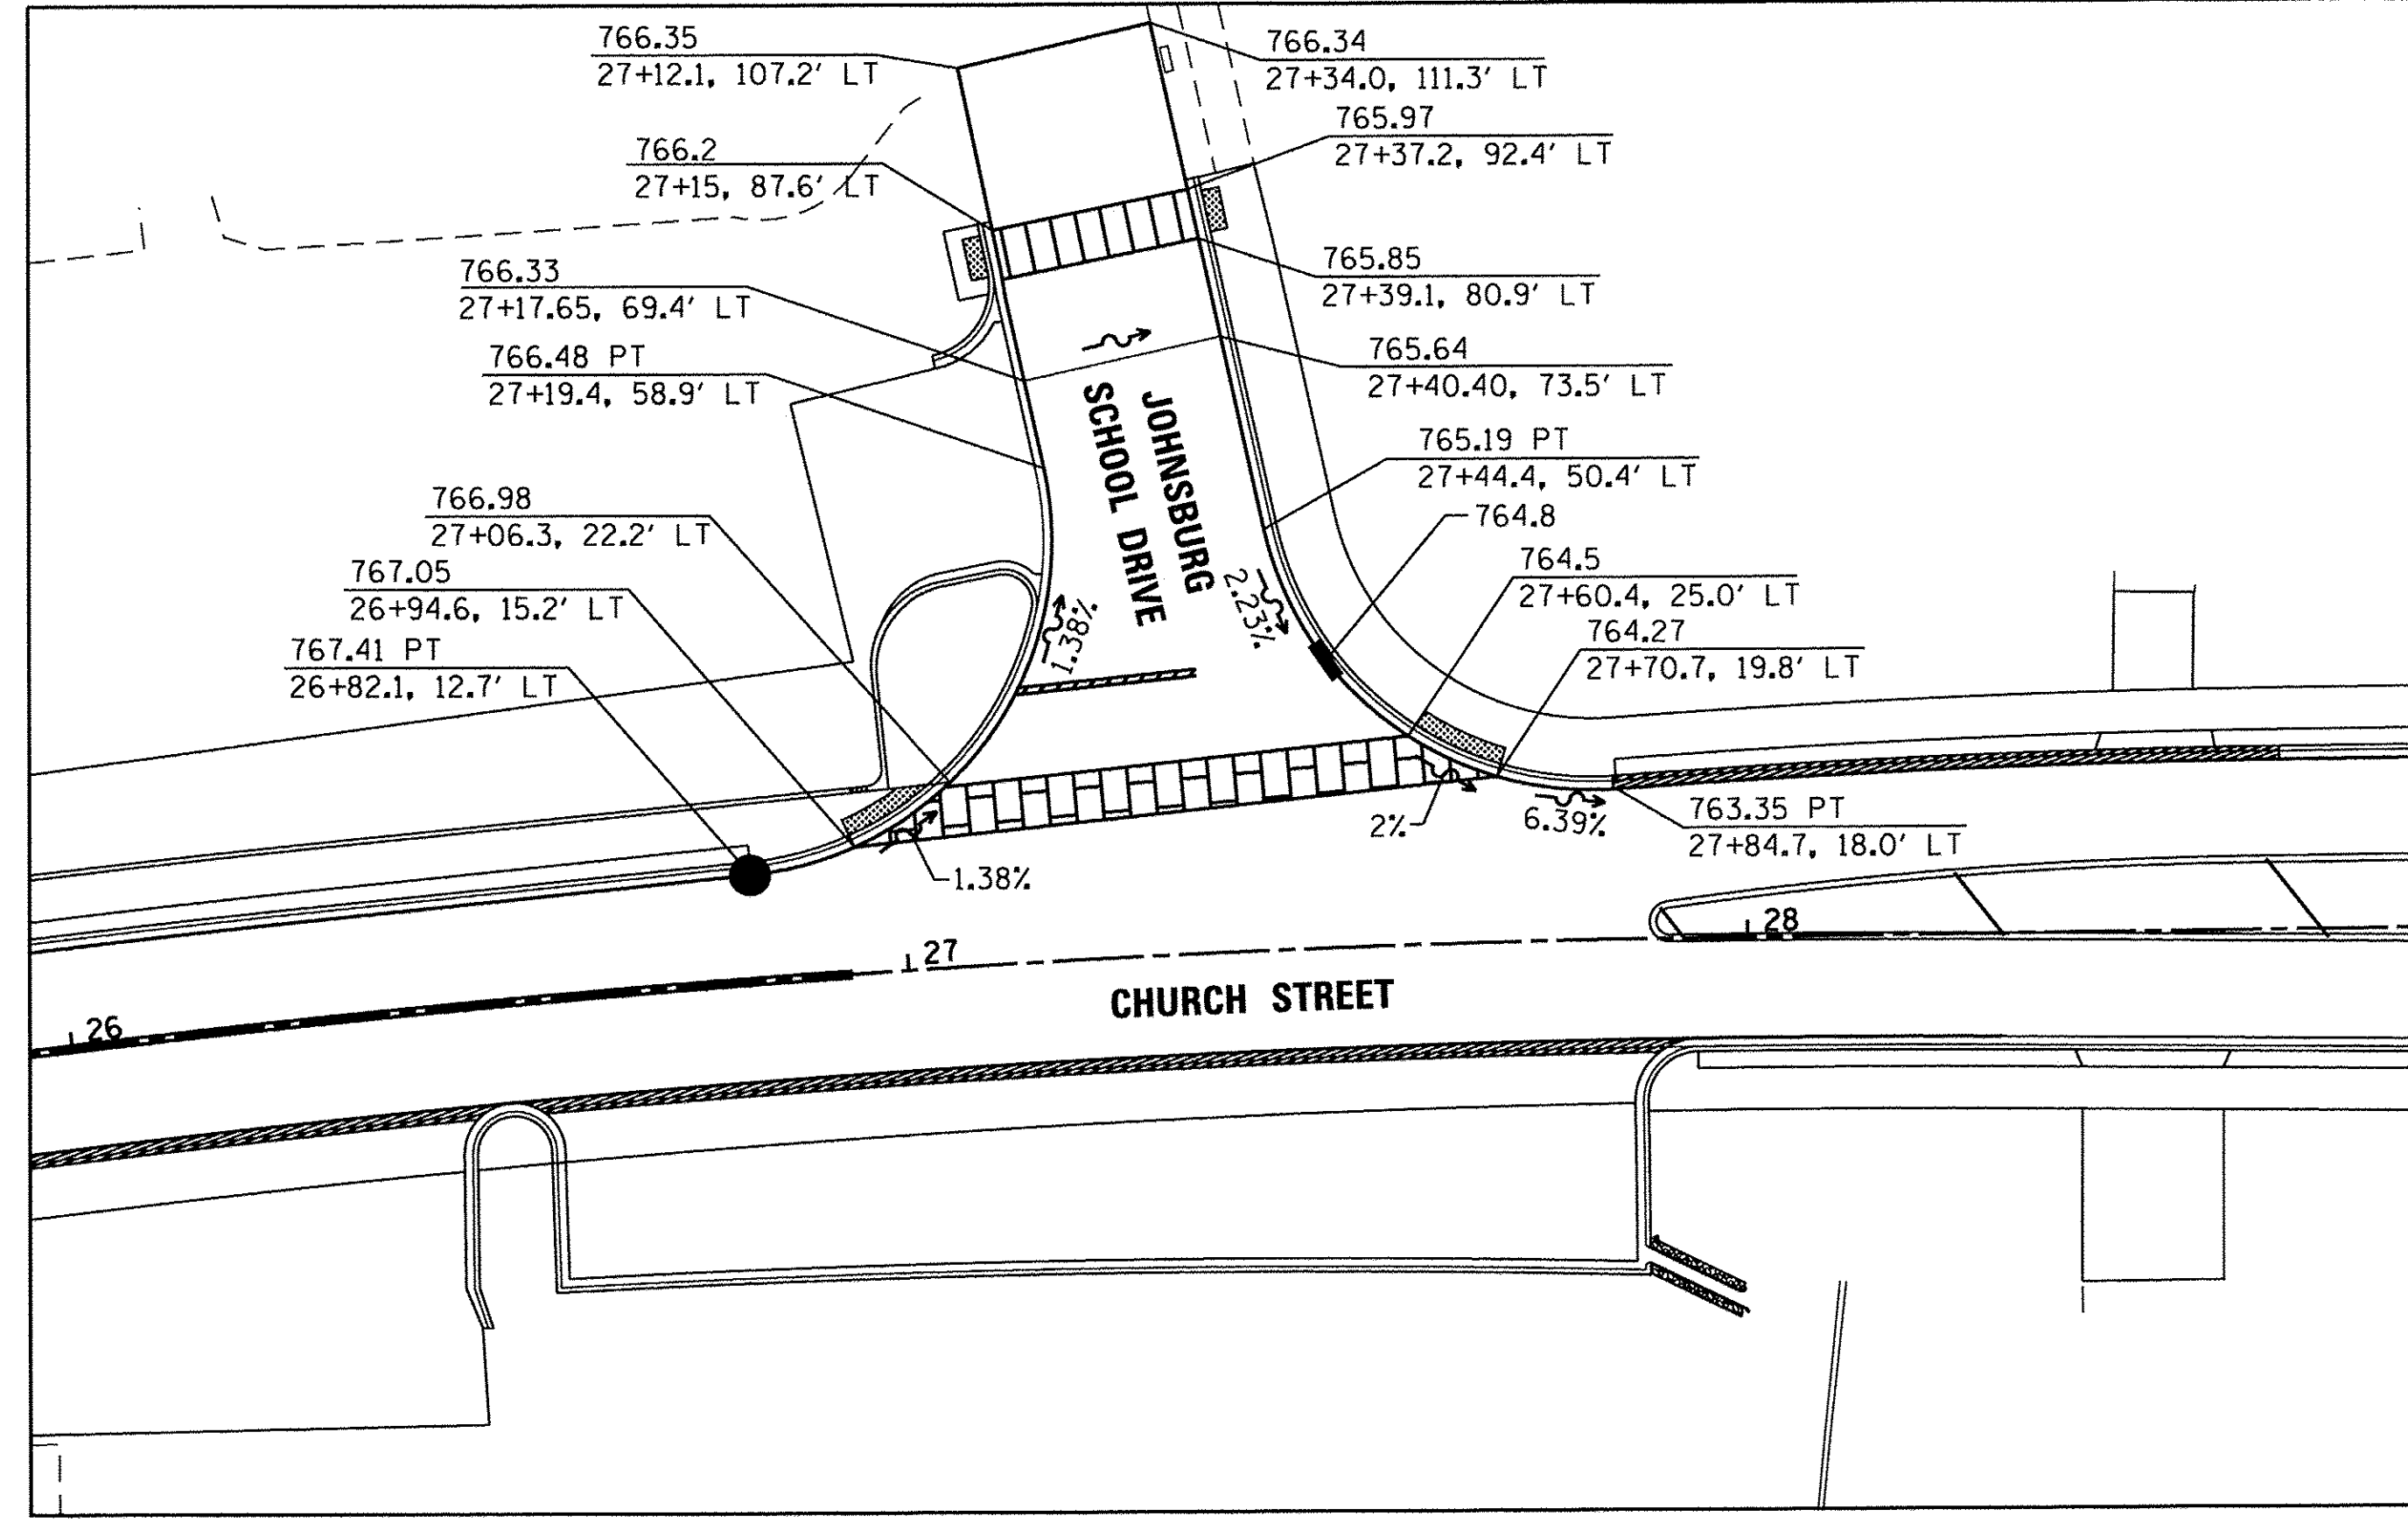 766.35
27+12.1, 107.2' LT
766.34
27+34.0, 111.3' LT
765.97
27+37.2, 92.4' LT
766.2
27+15, 87.6' LT
766.33
27+17.65, 69.4' LT
765.85
27+39.1, 80.9' LT
766.48 PT
27+19.4, 58.9' LT
765.64
27+40.40, 73.5' LT
JOHNSBURG
SCHOOL DRIVE
765.19 PT
27+44.4, 50.4' LT
766.98
27+06.3, 22.2' LT
764.8
767.05
26+94.6, 15.2' LT
764.5
27+60.4, 25.0' LT
1.38%
2.23%
767.41 PT
26+82.1, 12.7' LT
764.27
27+70.7, 19.8' LT
763.35 PT
27+84.7, 18.0' LT
2%
6.39%
1.38%
26
27
28
CHURCH STREET